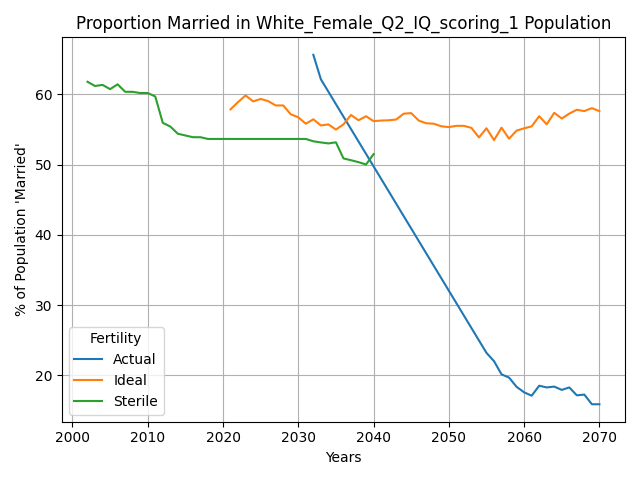 Proportion Married in White_Female_Q2_IQ_scoring_1 Population
% of Population 'Married'
60
50
40
30
20
Fertility
Actual
Ideal
Sterile
2000 2010 2020 2030 2040 2050 2060 2070
Years